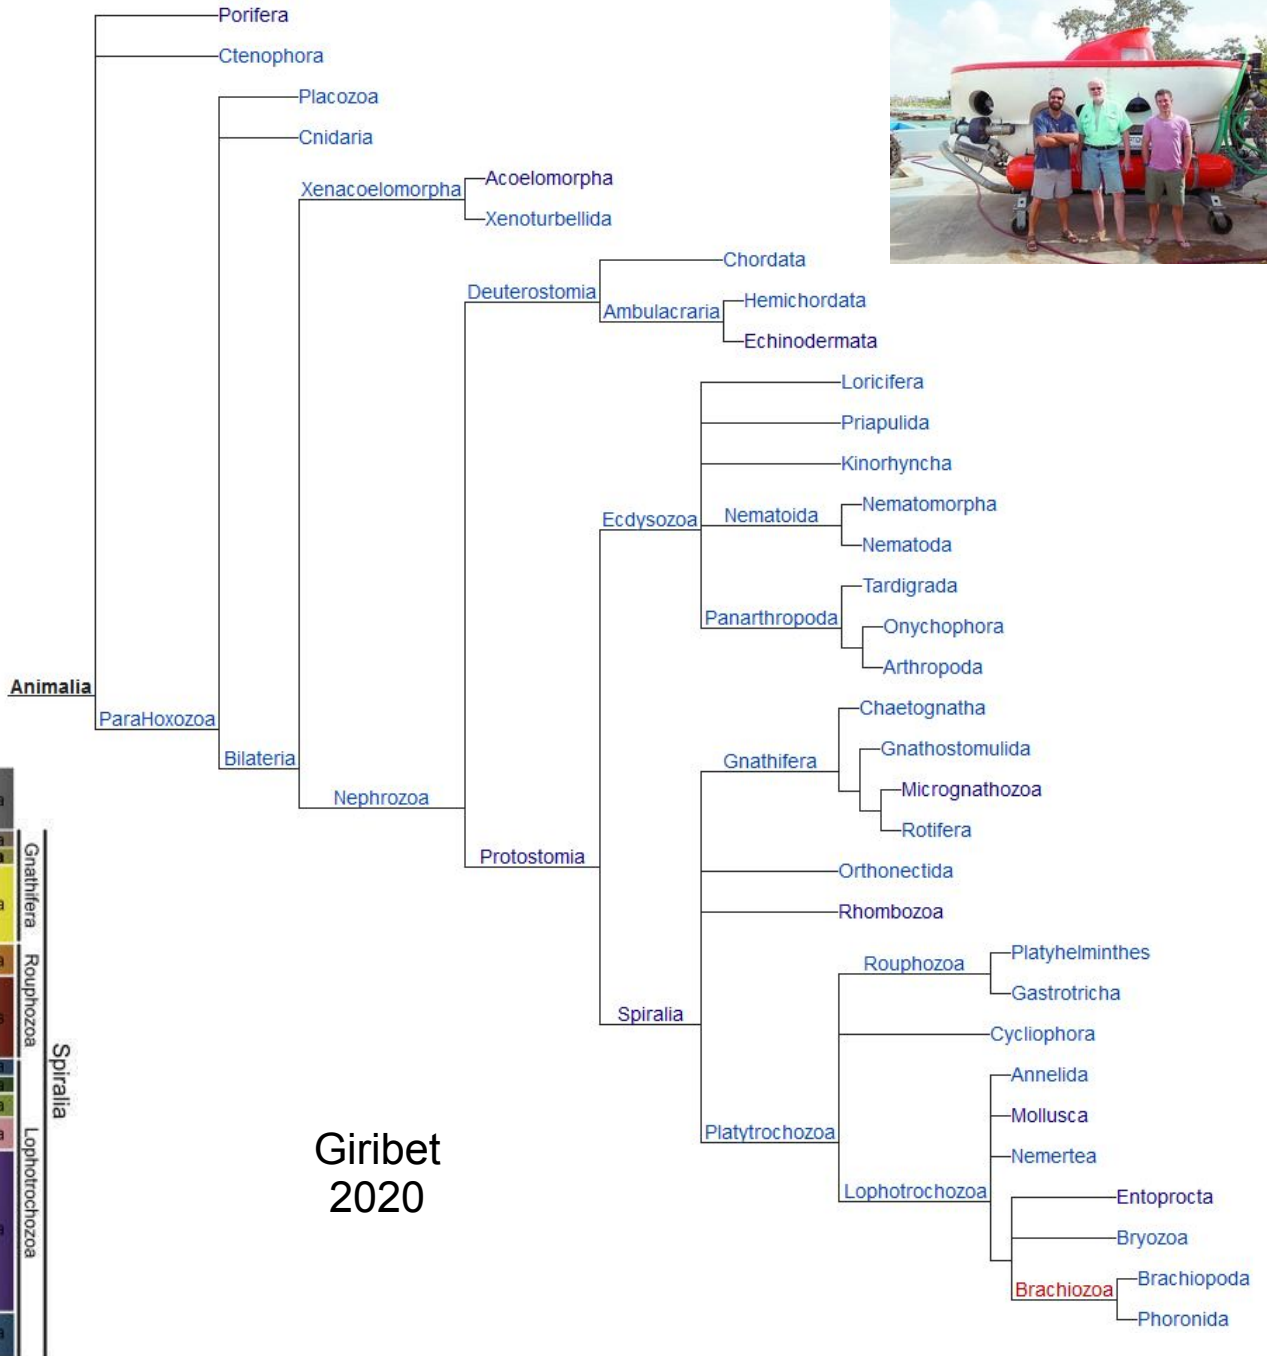 Porifera
Ctenophora
Placozoa
Cnidaria
Acoelomorpha
Xenacoelomorpha
Xenoturbellida
Chordata
Deuterostomia
Hemichordata
Ambulacraria
Echinodermata
Loricifera
Priapulida
Kinorhyncha
Nematomorpha
Ecdysozoa
Nematoida
Nematoda
Tardigrada
Panarthropoda
Onychophora
Arthropoda
Animalia
Chaetognatha
ParaHoxozoa
Gnathostomulida
Bilateria
Gnathifera
Micrognathozoa
Nephrozoa
Rotifera
Protostomia
Orthonectida
Rhombozoa
Platyhelminthes
Rouphozoa
Gastrotricha
Spiralia
Cycliophora
Annelida
Mollusca
Platytrochozoa
Nemertea
Lophotrochozoa
Entoprocta
Bryozoa
Brachiopoda
Brachiozoa
Phoronida
Gnathifera
Rouphozoa
Lophotrochozoa
Spiralia
Giribet
2020